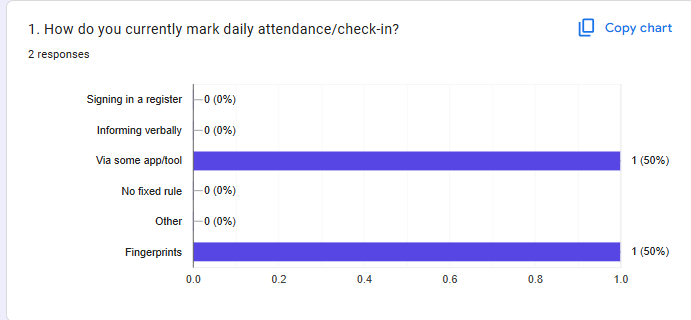 1. How do you currently mark daily attendance/check-in?
Copy chart
2 responses
Signing in a register 0 (0%)
Informing verbally 0 (0%)
Via some app/tool 1 (50%)
No fixed rule 0 (0%)
Other 0 (0%)
Fingerprints 1 (50%)
0.0 0.2 0.4 0.6 0.8 1.0